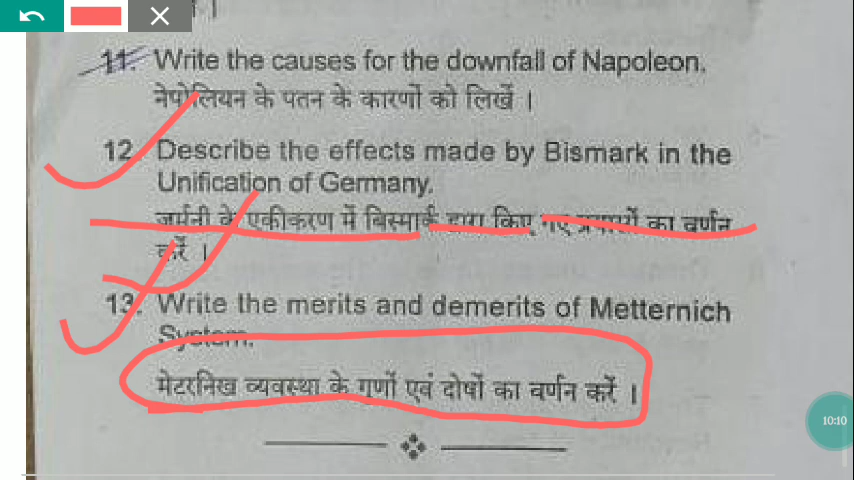 11. Write the causes for the downfall of Napoleon.
नेपोलियन के पतन के कारणों को लिखें ।
12. Describe the effects made by Bismark in the
Unification of Germany.
जर्मनी के एकीकरण में बिस्मार्क द्वारा किए गए प्रयासों का वर्णन
करें ।
13. Write the merits and demerits of Metternich
System.
मेटरनिख व्यवस्था के गुणों एवं दोषों का वर्णन करें ।
10:10